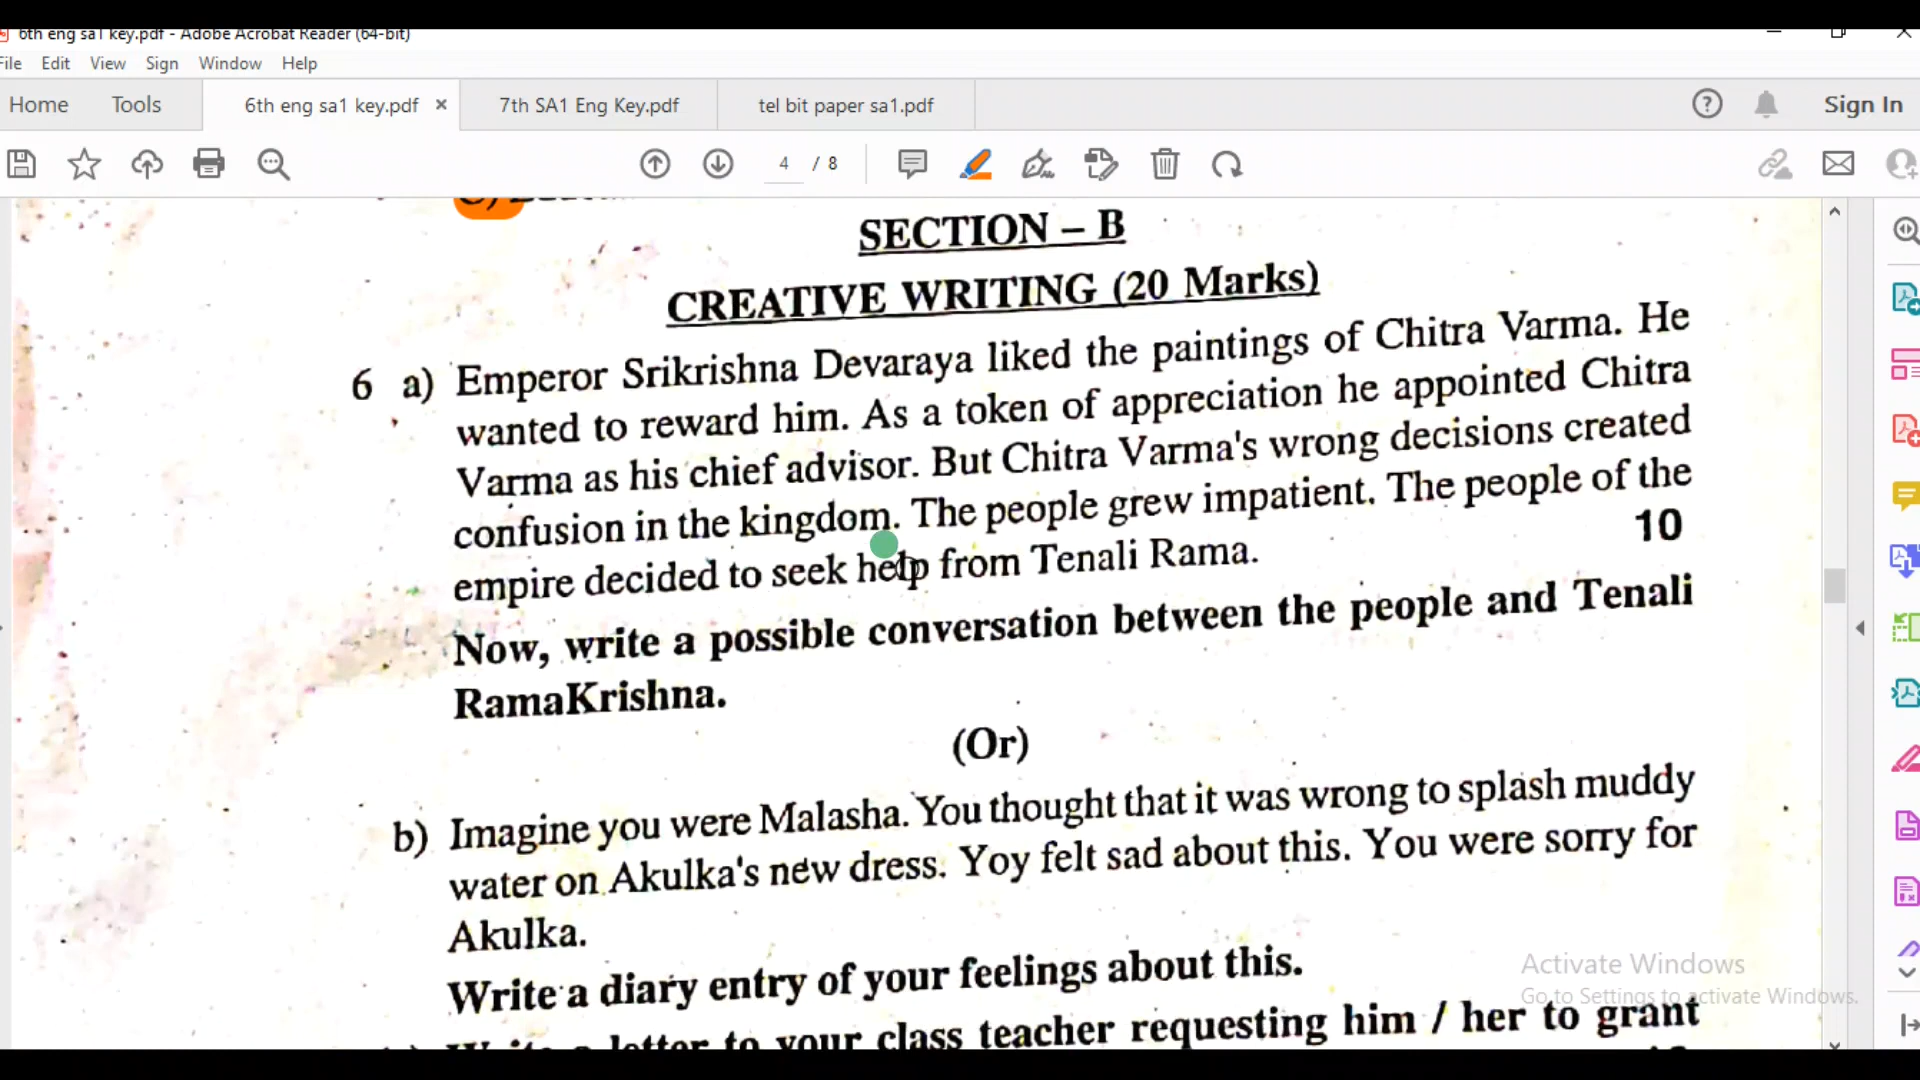 6th eng sa1 key.pdf - Adobe Acrobat Reader (64-bit)
File Edit View Sign Window Help
Home Tools 6th eng sa1 key.pdf × 7th SA1 Eng Key.pdf tel bit paper sa1.pdf Sign In
4 / 8
SECTION – B
CREATIVE WRITING (20 Marks)
6 a) Emperor Srikrishna Devaraya liked the paintings of Chitra Varma. He
wanted to reward him. As a token of appreciation he appointed Chitra
Varma as his chief advisor. But Chitra Varma's wrong decisions created
confusion in the kingdom. The people grew impatient. The people of the
empire decided to seek help from Tenali Rama. 10
Now, write a possible conversation between the people and Tenali
RamaKrishna.
(Or)
b) Imagine you were Malasha. You thought that it was wrong to splash muddy
water on Akulka's new dress. Yoy felt sad about this. You were sorry for
Akulka.
Write a diary entry of your feelings about this.
letter to your class teacher requesting him / her to grant
Activate Windows
Go to Settings to activate Windows.